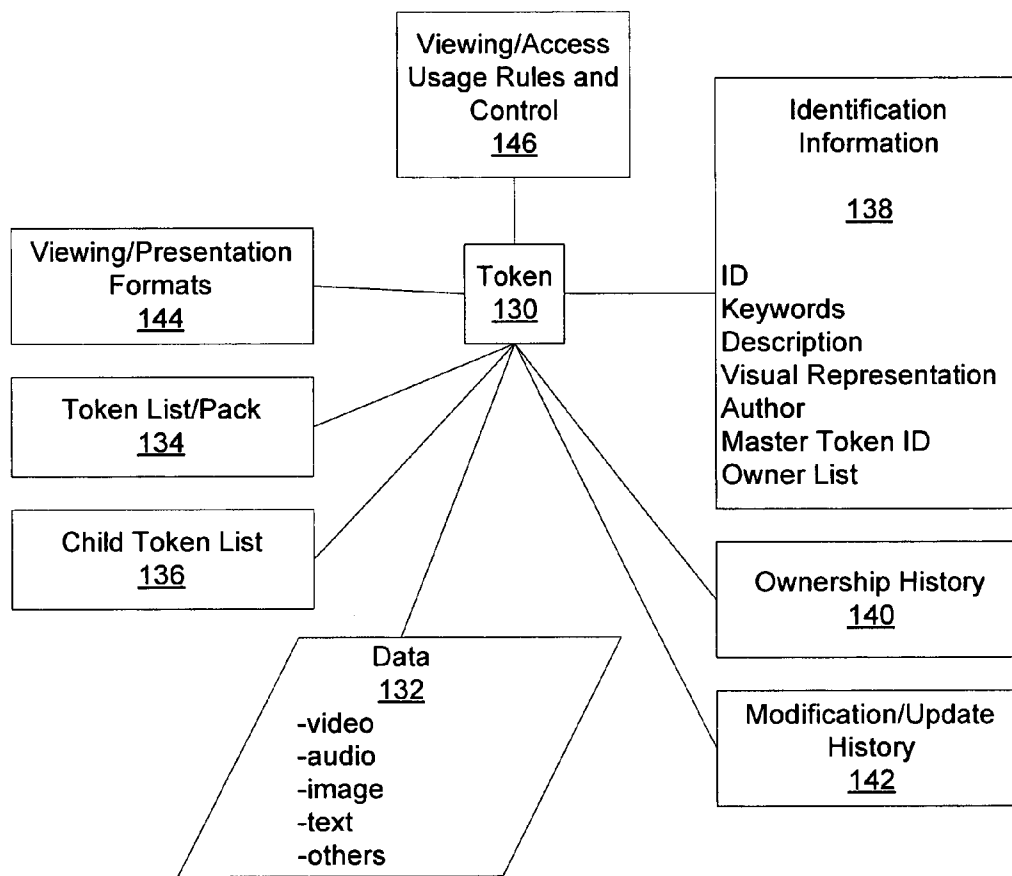 Viewing/Access
Usage Rules and
Control
146
Identification
Information
138
ID
Keywords
Description
Visual Representation
Author
Master Token ID
Owner List
Viewing/Presentation
Formats
144
Token
130
Token List/Pack
134
Child Token List
136
Ownership History
140
Data
132
-video
-audio
-image
-text
-others
Modification/Update
History
142